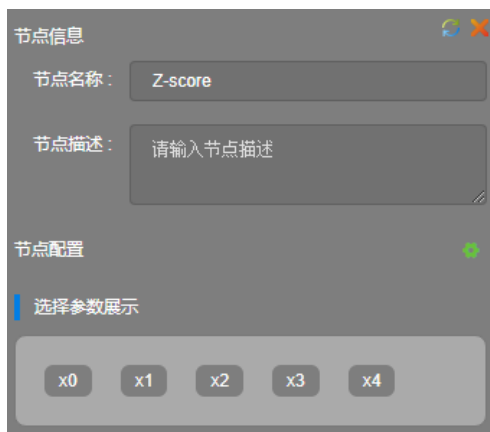 节点信息
节点名称 : Z-score
节点描述 : 请输入节点描述
节点配置
选择参数展示
x0 x1 x2 x3 x4